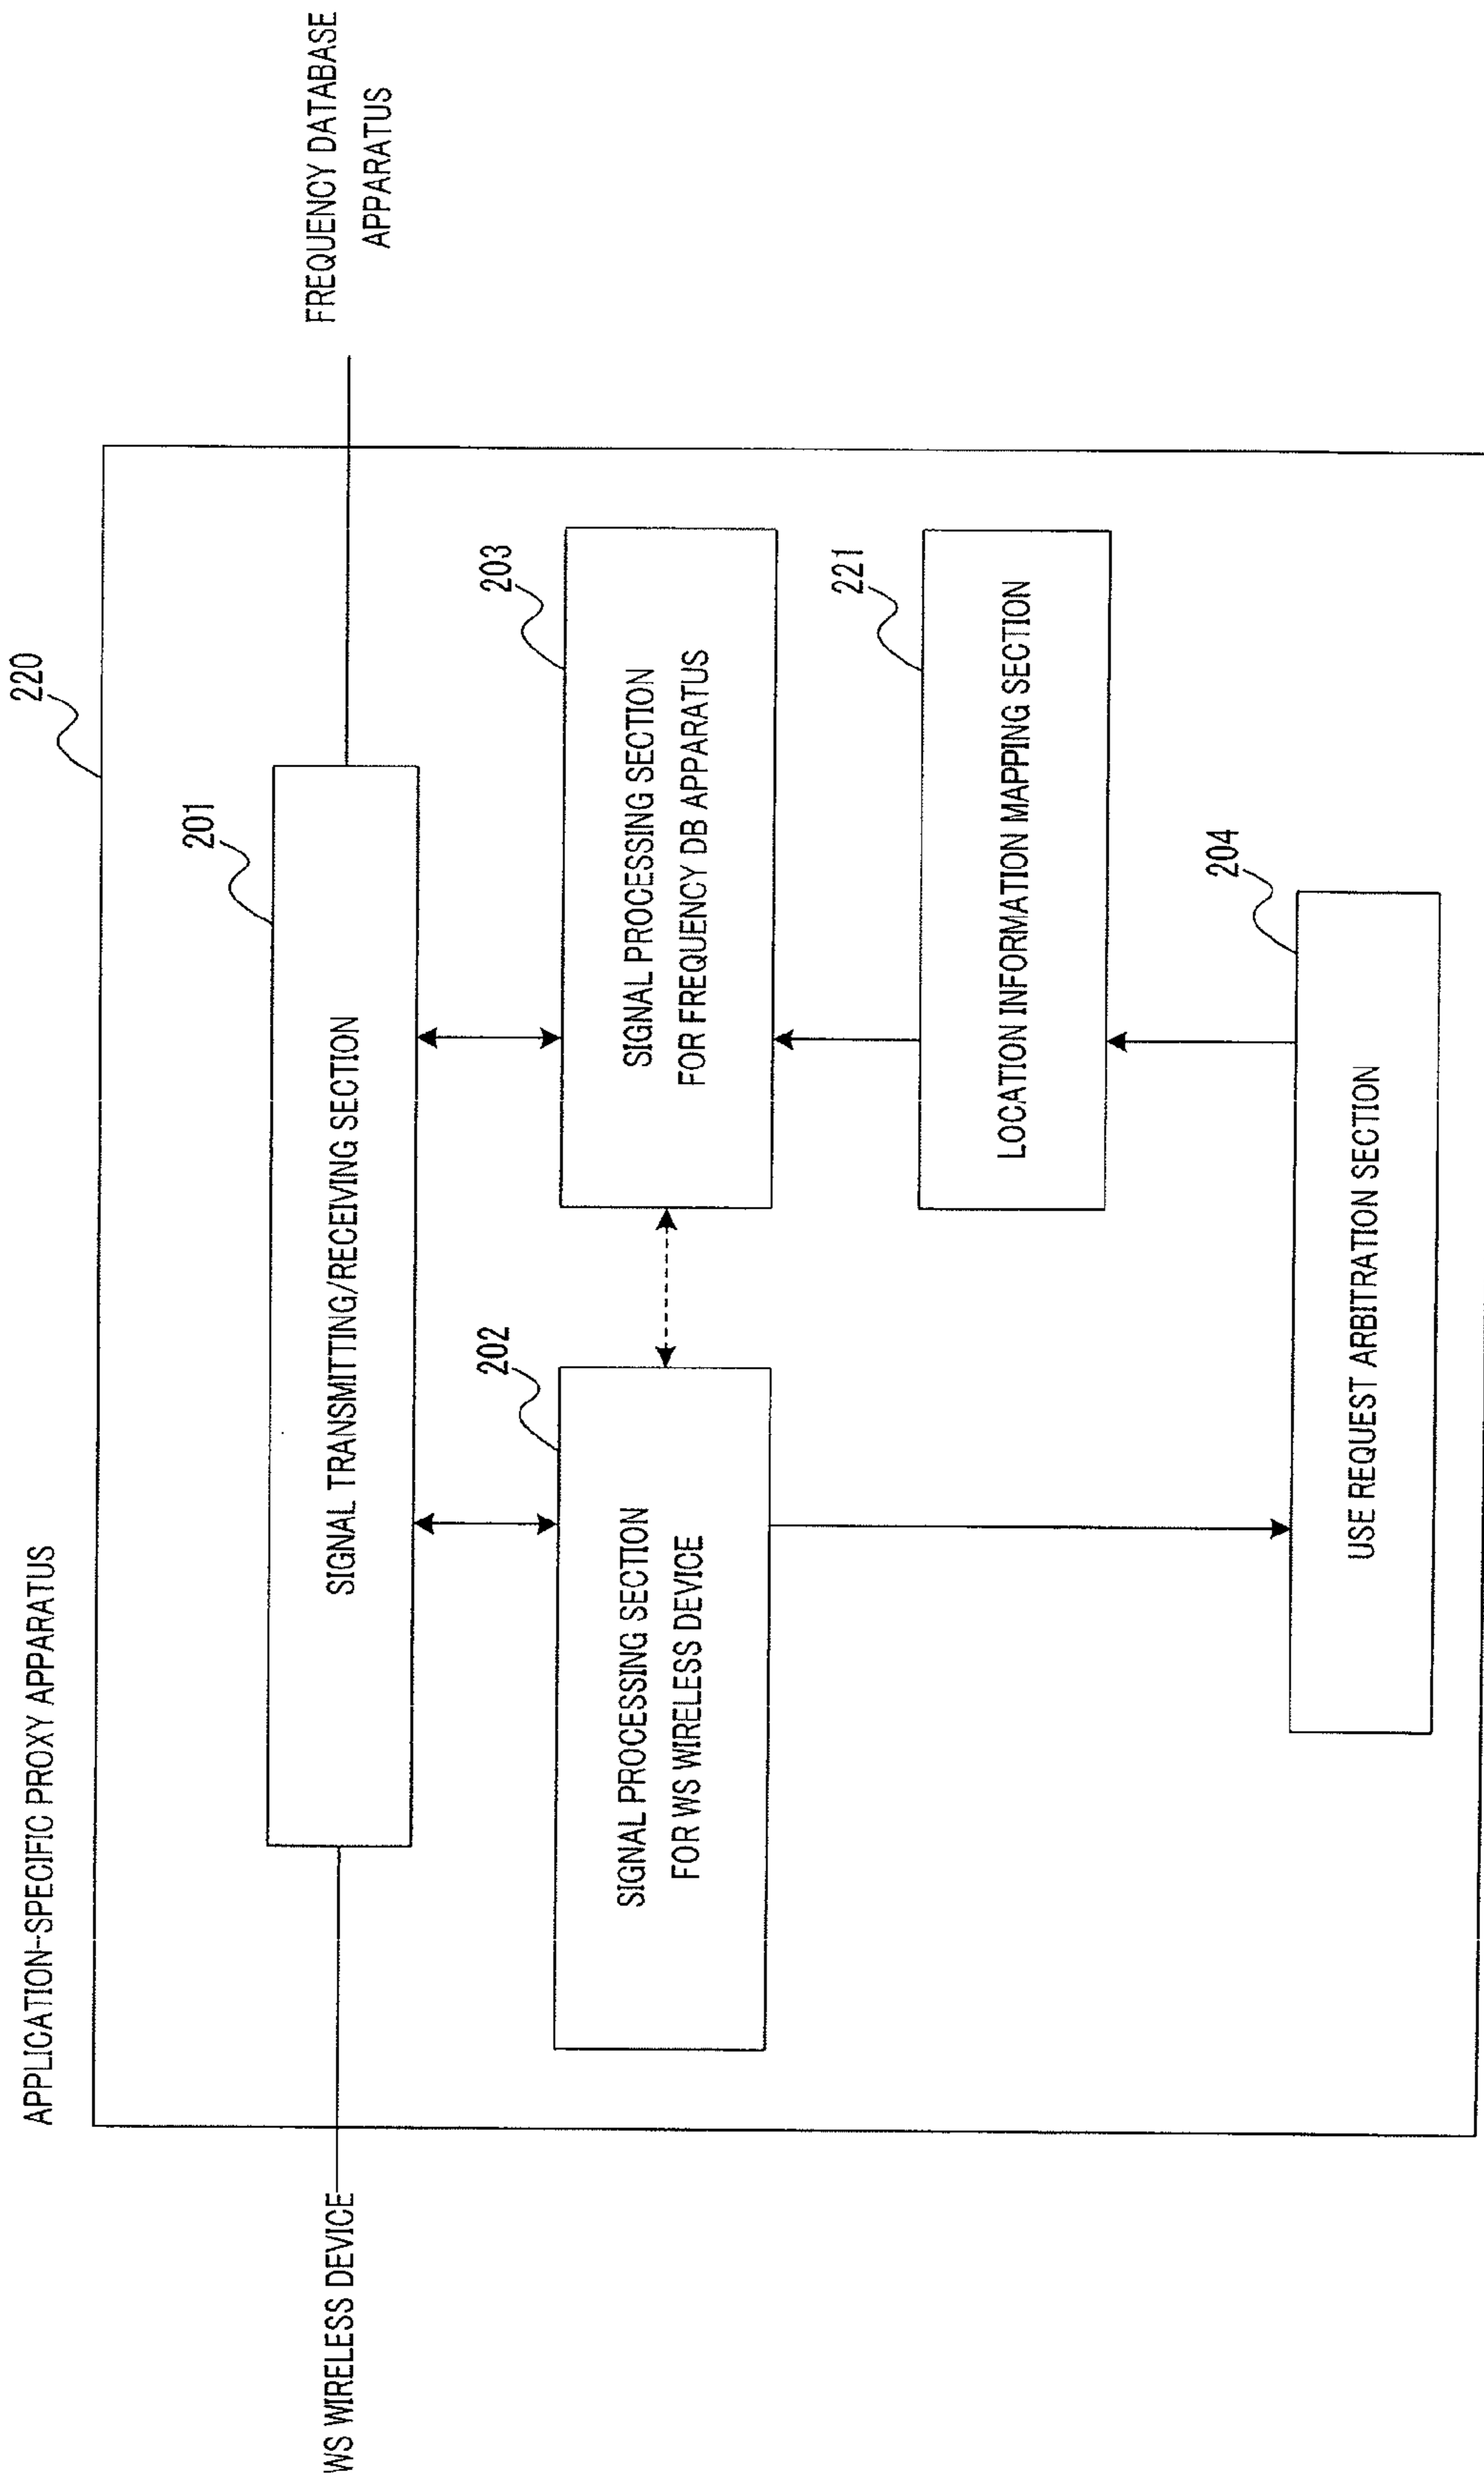 APPLICATION-SPECIFIC PROXY APPARATUS
220
WS WIRELESS DEVICE
FREQUENCY DATABASE
APPARATUS
201
SIGNAL TRANSMITTING/RECEIVING SECTION
202
SIGNAL PROCESSING SECTION
FOR WS WIRELESS DEVICE
203
SIGNAL PROCESSING SECTION
FOR FREQUENCY DB APPARATUS
221
LOCATION INFORMATION MAPPING SECTION
204
USE REQUEST ARBITRATION SECTION